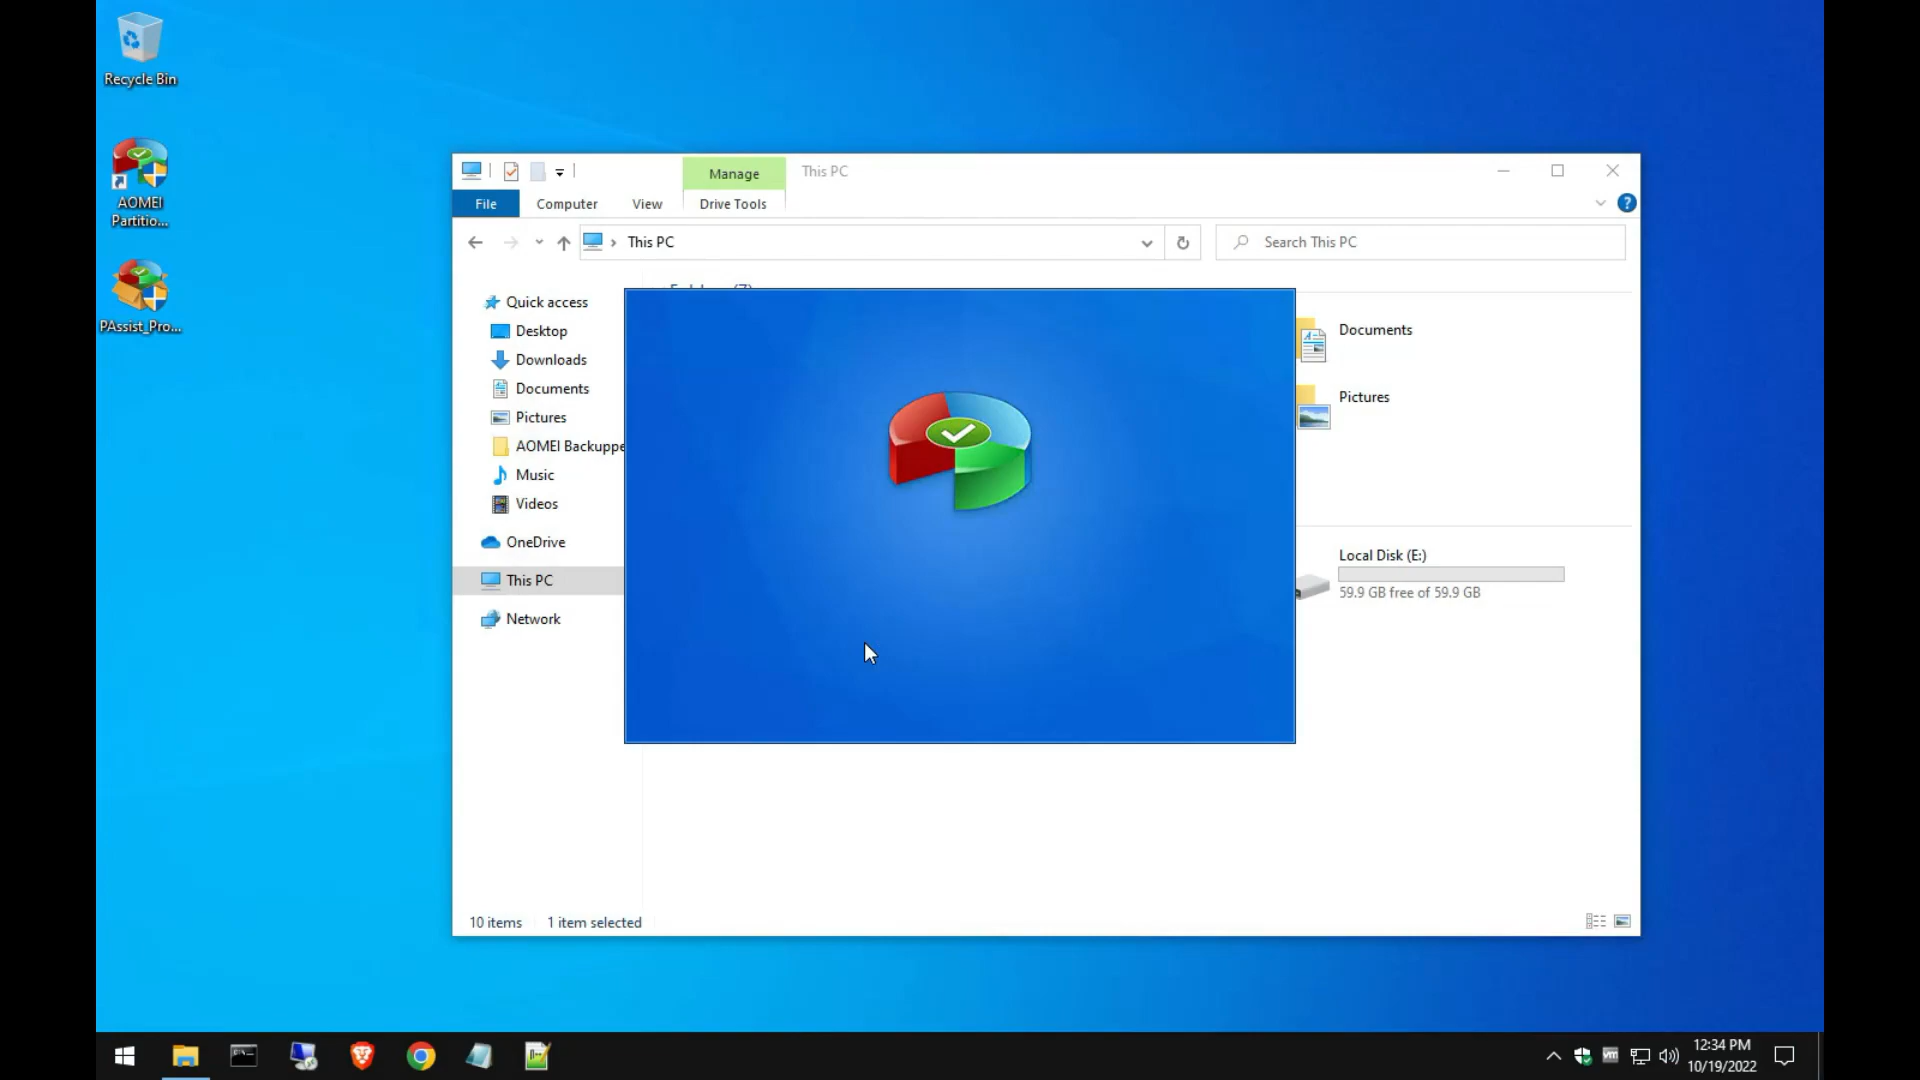 Recycle Bin
AOMEI
Partitio...
PAssist_Pro...
Manage
This PC
File
Computer
View
Drive Tools
This PC
Search This PC
Quick access
Desktop
Downloads
Documents
Pictures
AOMEI Backuppe
Music
Videos
OneDrive
This PC
Network
Documents
Pictures
Local Disk (E:)
59.9 GB free of 59.9 GB
10 items
1 item selected
12:34 PM
10/19/2022